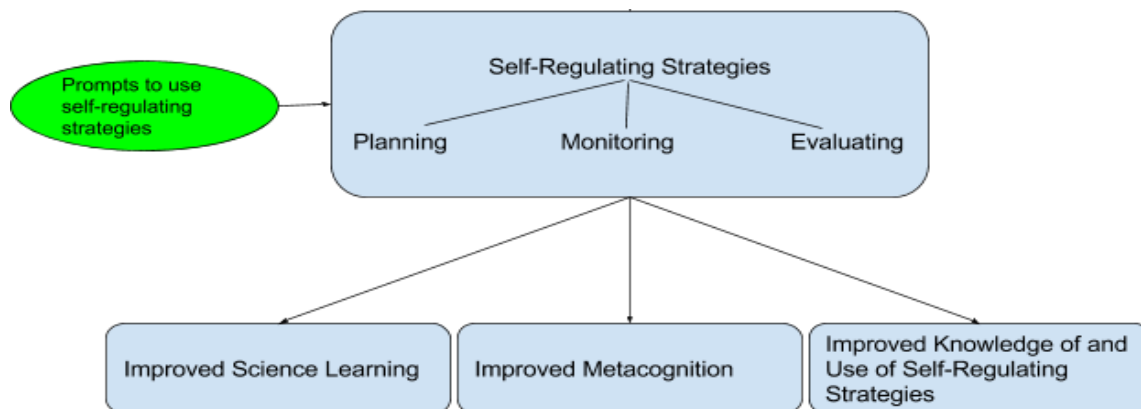 Prompts to use
self-regulating
strategies
Self-Regulating Strategies
Planning
Monitoring
Evaluating
Improved Science Learning
Improved Metacognition
Improved Knowledge of and
Use of Self-Regulating
Strategies